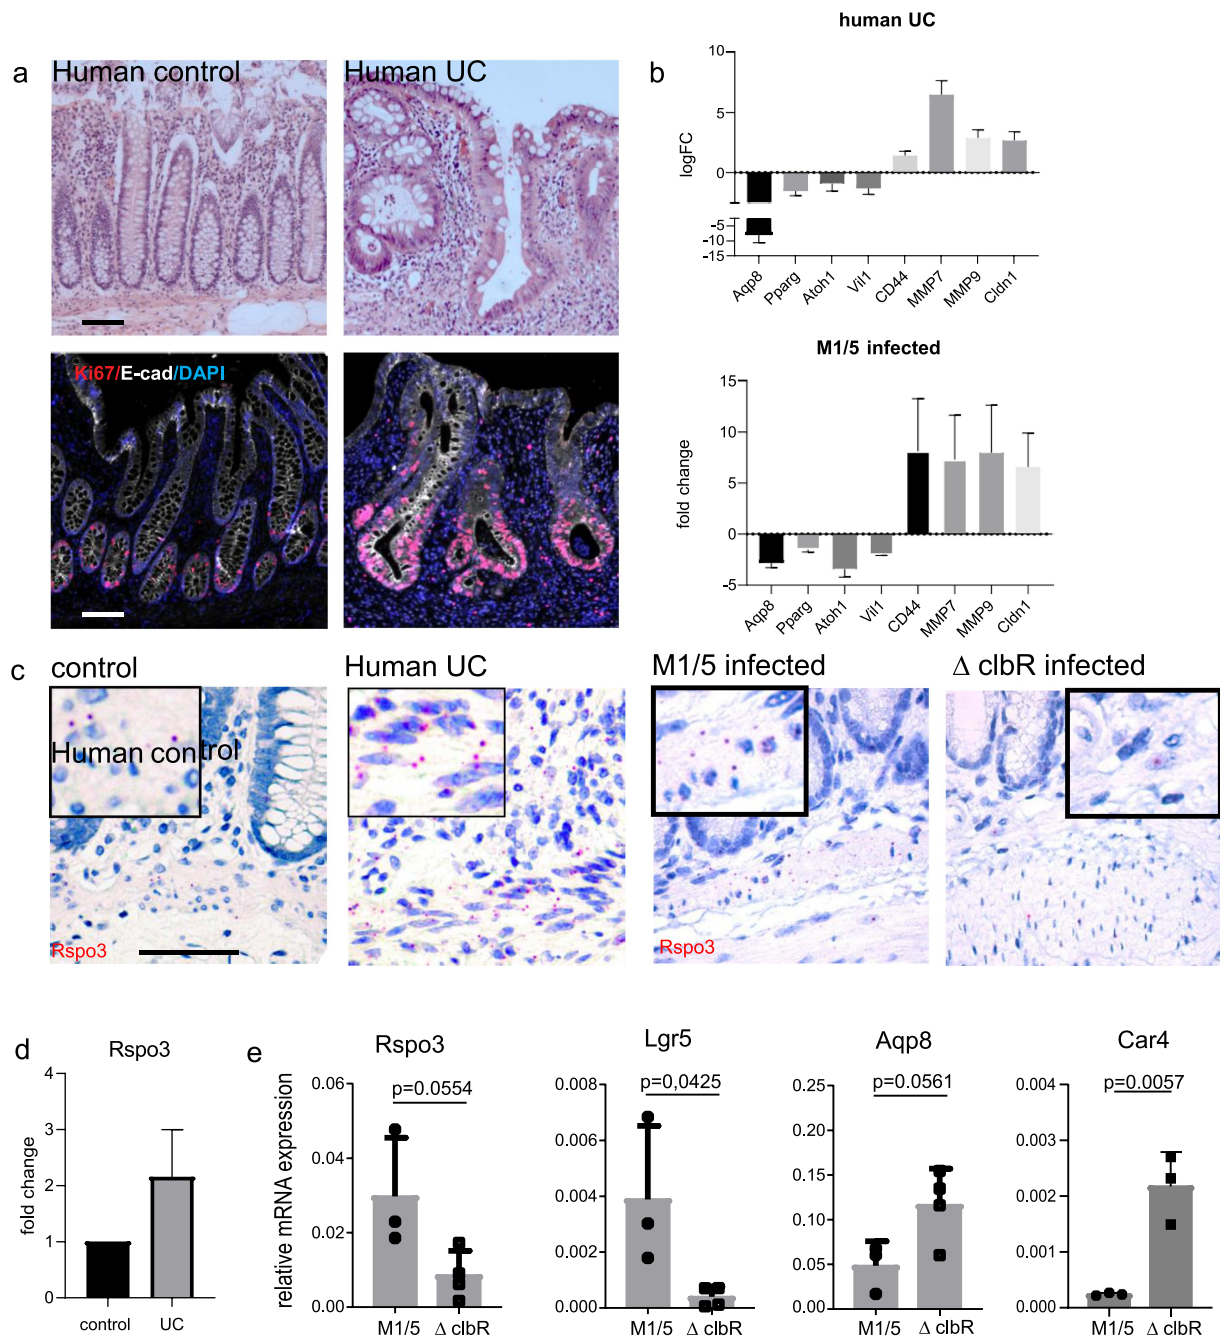 human UC
a
Human control
Human UC
b
10
5
0
-5
-10
-15
logFC
Aqp8
Pparg
Atoh1
Vil1
CD44
MMP7
MMP9
Cldn1
Ki67/E-cad/DAPI
M1/5 infected
15
10
5
0
-5
fold change
Aqp8
Pparg
Atoh1
Vil1
CD44
MMP7
MMP9
Cldn1
c
control
Human UC
M1/5 infected
Δ clbR infected
Human control
Rspo3
Rspo3
d
Rspo3
4
3
2
1
0
fold change
control
UC
e
relative mRNA expression
Rspo3
p=0.0554
0.06
0.04
0.02
0.00
M1/5
Δ clbR
Lgr5
p=0,0425
0.008
0.006
0.004
0.002
0.000
M1/5
Δ clbR
Aqp8
p=0.0561
0.25
0.20
0.15
0.10
0.05
0.00
M1/5
Δ clbR
Car4
p=0.0057
0.004
0.003
0.002
0.001
0.000
M1/5
Δ clbR